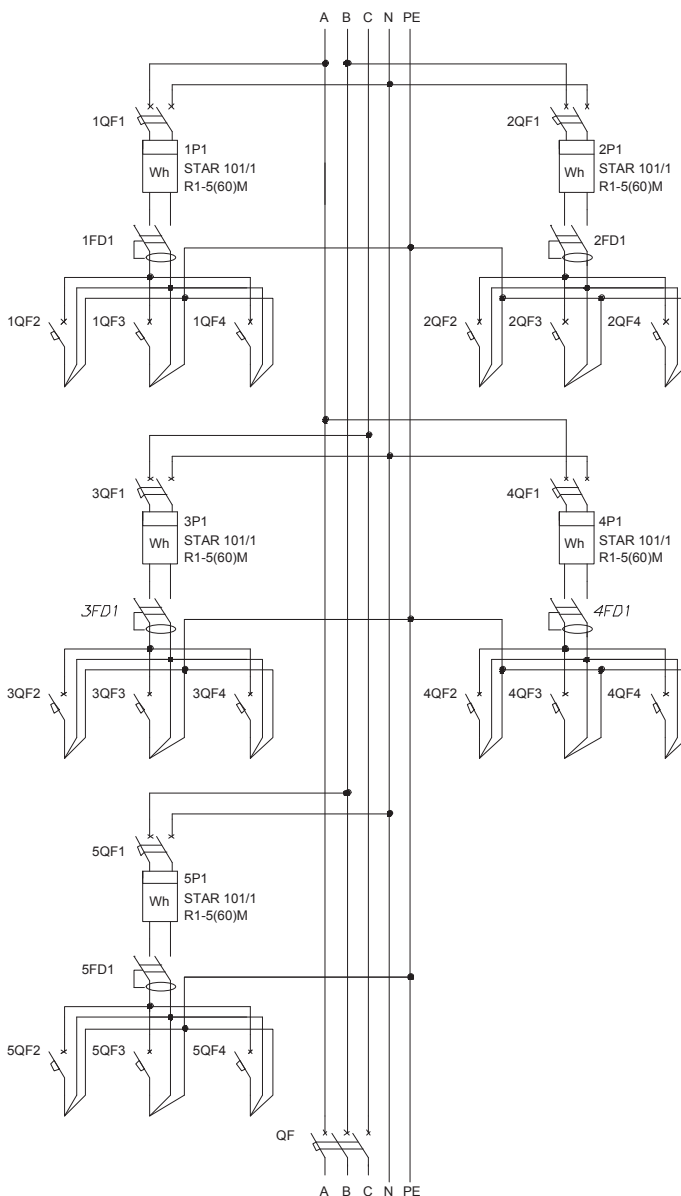 A B C N PE
1QF1
2QF1
1P1
2P1
Wh
STAR 101/1
Wh
STAR 101/1
R1-5(60)M
R1-5(60)M
1FD1
2FD1
1QF2 1QF3 1QF4
2QF2 2QF3 2QF4
3QF1
4QF1
3P1
4P1
Wh
STAR 101/1
Wh
STAR 101/1
R1-5(60)M
R1-5(60)M
3FD1
4FD1
3QF2 3QF3 3QF4
4QF2 4QF3 4QF4
5QF1
5P1
Wh
STAR 101/1
R1-5(60)M
5FD1
5QF2 5QF3 5QF4
QF
A B C N PE